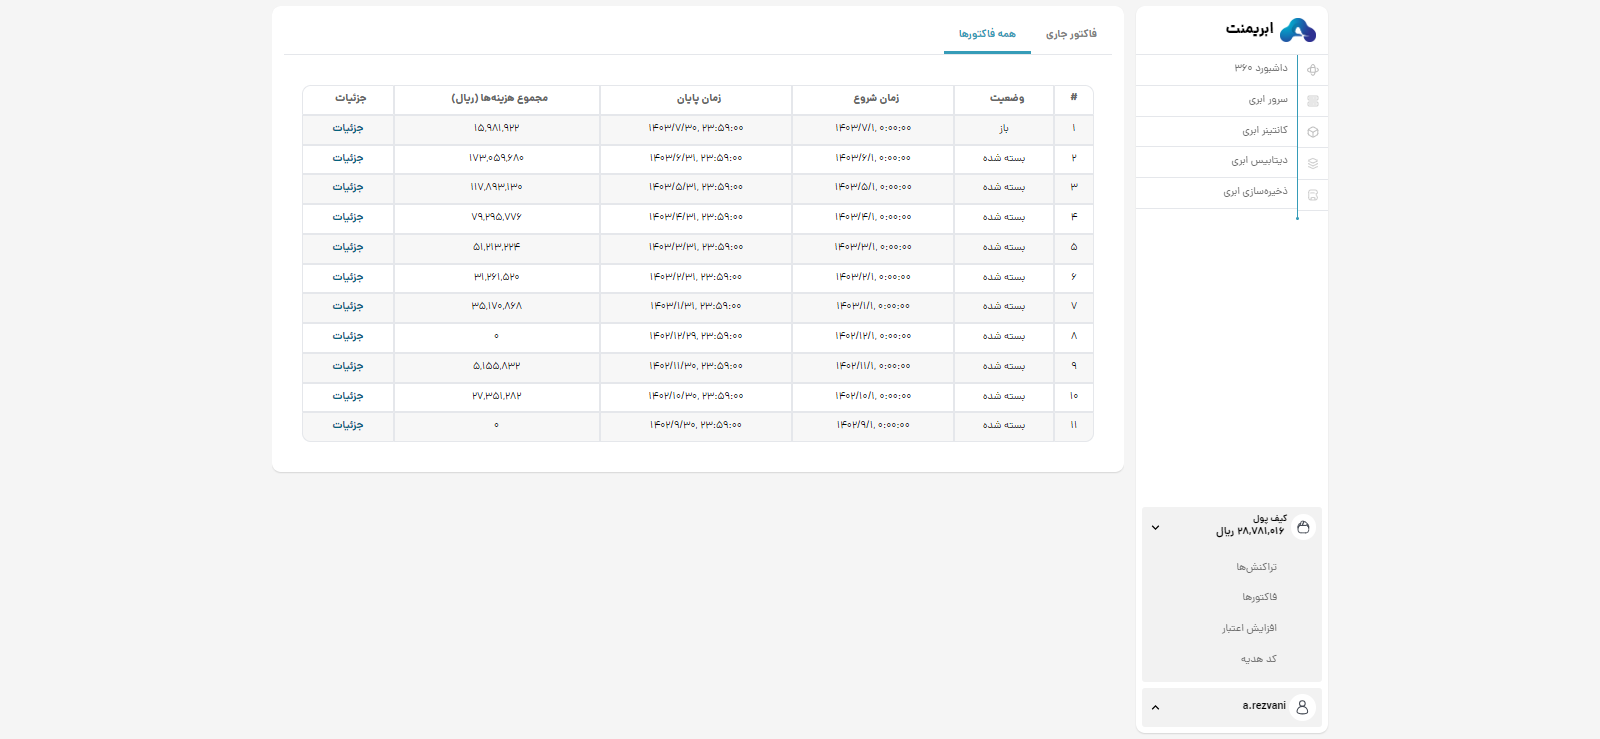 ابریمنت
داشبورد ۳۶۰
سرور ابری
کانتینر ابری
دیتابیس ابری
ذخیره‌سازی ابری
کیف پول
۲۸,۷۸۱,۰۱۶ ریال
تراکنش‌ها
فاکتورها
افزایش اعتبار
کد هدیه
a.rezvani
فاکتور جاری همه فاکتورها
# وضعیت زمان شروع زمان پایان مجموع هزینه‌ها (ریال) جزئیات
۱ باز ۱۴۰۳/۷/۱, ۰:۰۰:۰۰ ۱۴۰۳/۷/۳۰, ۲۳:۵۹:۰۰ ۱۵,۹۸۱,۹۲۲ جزئیات
۲ بسته شده ۱۴۰۳/۶/۱, ۰:۰۰:۰۰ ۱۴۰۳/۶/۳۱, ۲۳:۵۹:۰۰ ۱۷۳,۰۵۹,۶۸۰ جزئیات
۳ بسته شده ۱۴۰۳/۵/۱, ۰:۰۰:۰۰ ۱۴۰۳/۵/۳۱, ۲۳:۵۹:۰۰ ۱۱۷,۸۹۳,۱۳۰ جزئیات
۴ بسته شده ۱۴۰۳/۴/۱, ۰:۰۰:۰۰ ۱۴۰۳/۴/۳۱, ۲۳:۵۹:۰۰ ۷۹,۲۹۵,۷۷۶ جزئیات
۵ بسته شده ۱۴۰۳/۳/۱, ۰:۰۰:۰۰ ۱۴۰۳/۳/۳۱, ۲۳:۵۹:۰۰ ۵۱,۲۱۳,۲۲۴ جزئیات
۶ بسته شده ۱۴۰۳/۲/۱, ۰:۰۰:۰۰ ۱۴۰۳/۲/۳۱, ۲۳:۵۹:۰۰ ۳۱,۲۶۱,۵۲۰ جزئیات
۷ بسته شده ۱۴۰۳/۱/۱, ۰:۰۰:۰۰ ۱۴۰۳/۱/۳۱, ۲۳:۵۹:۰۰ ۳۵,۱۷۰,۸۶۸ جزئیات
۸ بسته شده ۱۴۰۲/۱۲/۱, ۰:۰۰:۰۰ ۱۴۰۲/۱۲/۲۹, ۲۳:۵۹:۰۰ ۰ جزئیات
۹ بسته شده ۱۴۰۲/۱۱/۱, ۰:۰۰:۰۰ ۱۴۰۲/۱۱/۳۰, ۲۳:۵۹:۰۰ ۵,۱۵۵,۸۳۲ جزئیات
۱۰ بسته شده ۱۴۰۲/۱۰/۱, ۰:۰۰:۰۰ ۱۴۰۲/۱۰/۳۰, ۲۳:۵۹:۰۰ ۲۷,۳۵۱,۲۸۲ جزئیات
۱۱ بسته شده ۱۴۰۲/۹/۱, ۰:۰۰:۰۰ ۱۴۰۲/۹/۳۰, ۲۳:۵۹:۰۰ ۰ جزئیات